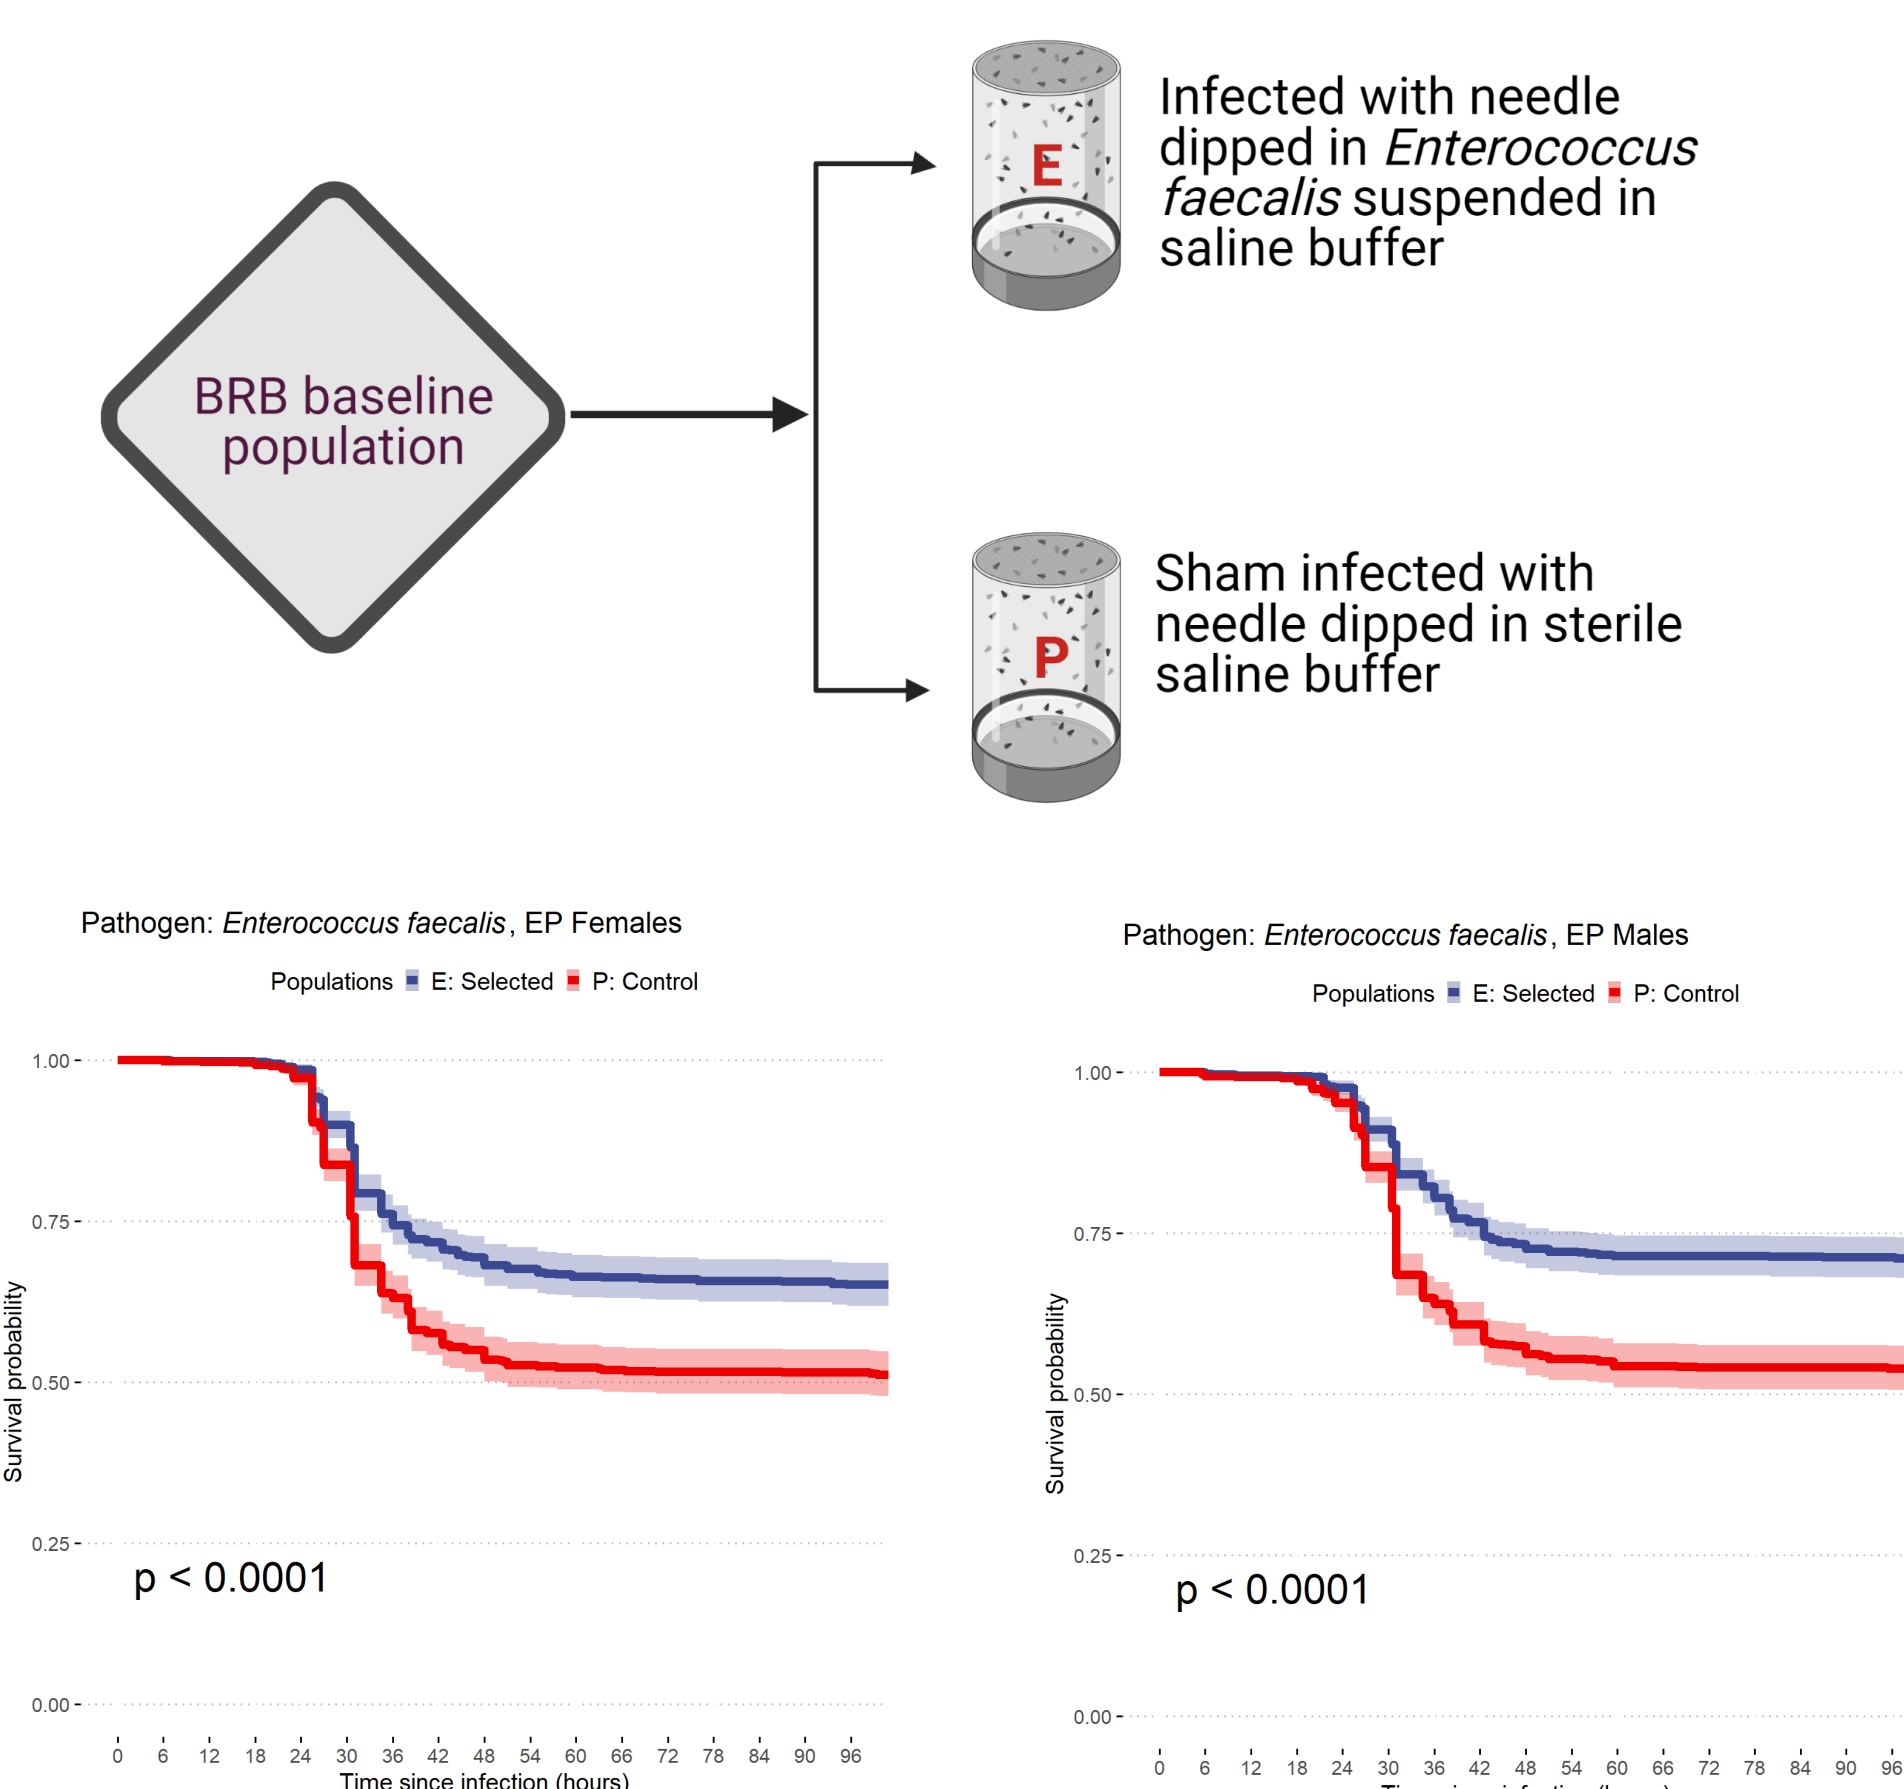 E
Infected with needle
dipped in Enterococcus
faecalis suspended in
saline buffer
BRB baseline
population
P
Sham infected with
needle dipped in sterile
saline buffer
Pathogen: Enterococcus faecalis, EP Females
Populations E: Selected P: Control
1.00
0.75
0.50
0.25
0.00
Survival probability
p < 0.0001
0 6 12 18 24 30 36 42 48 54 60 66 72 78 84 90 96
Time since infection (hours)
Pathogen: Enterococcus faecalis, EP Males
Populations E: Selected P: Control
1.00
0.75
0.50
0.25
0.00
Survival probability
p < 0.0001
0 6 12 18 24 30 36 42 48 54 60 66 72 78 84 90 96